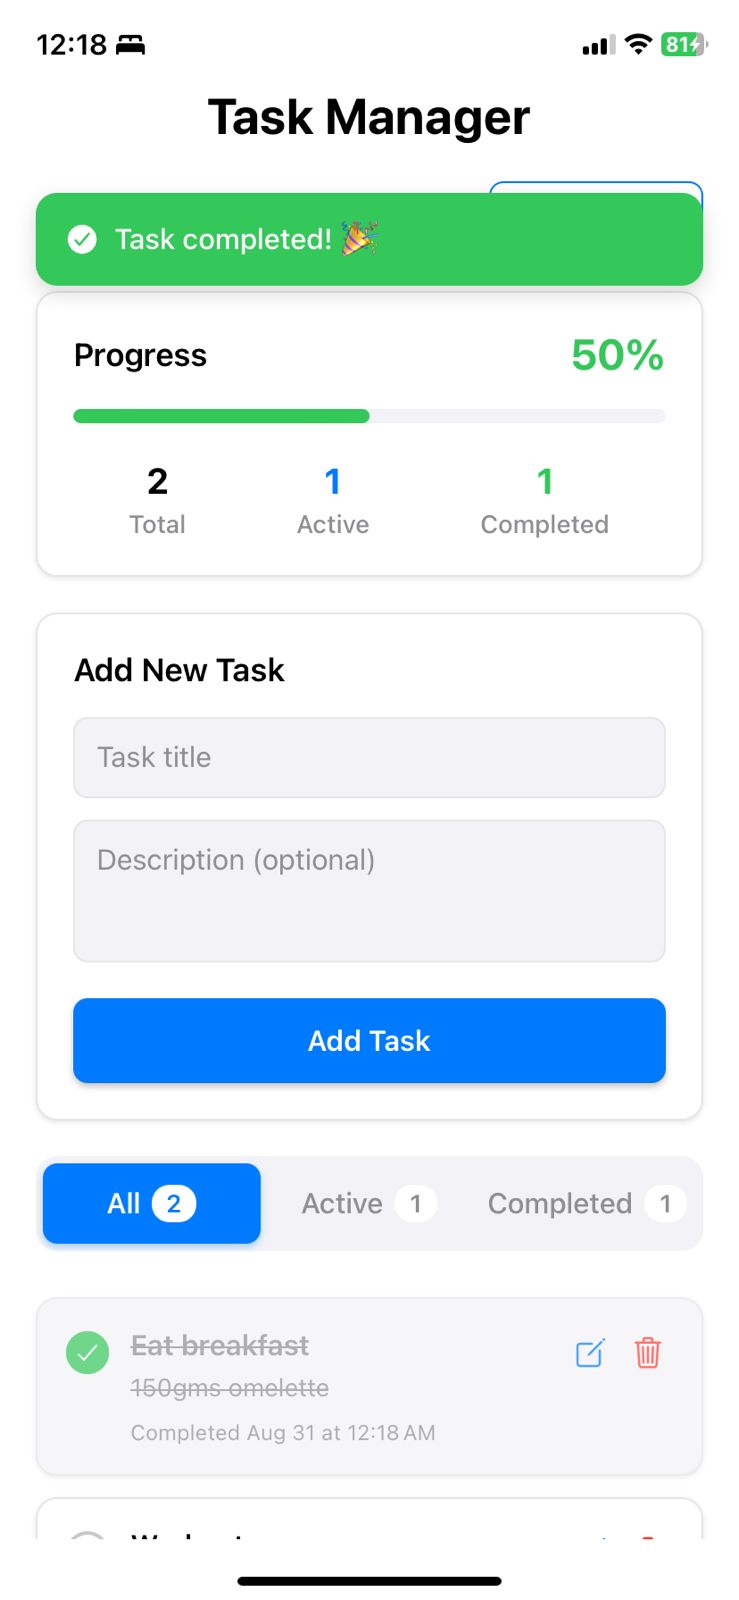 12:18
81
Task Manager
Task completed! 🎉
Progress
50%
2
1
1
Total
Active
Completed
Add New Task
Task title
Description (optional)
Add Task
All 2
Active 1
Completed 1
Eat breakfast
150gms omelette
Completed Aug 31 at 12:18 AM